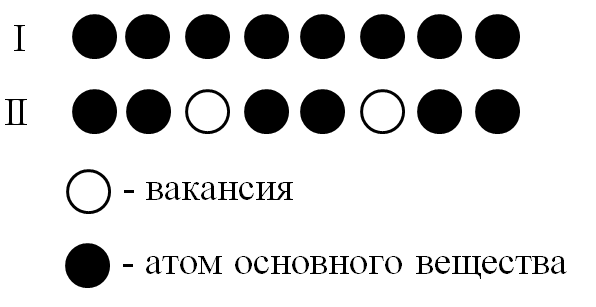 I
II
- вакансия
- атом основного вещества